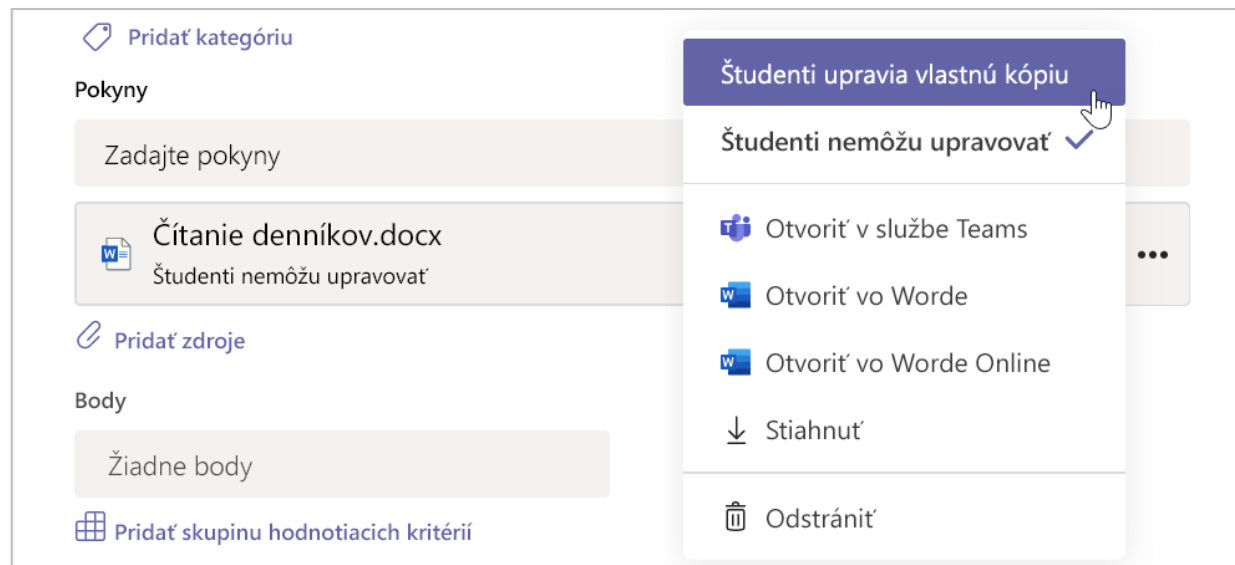 Pridať kategóriu
Pokyny
Zadajte pokyny
Čítanie denníkov.docx
Študenti nemôžu upravovať
Pridať zdroje
Body
Žiadne body
Pridať skupinu hodnotiacich kritérií
Študenti upravia vlastnú kópiu
Študenti nemôžu upravovať
Otvoriť v službe Teams
Otvoriť vo Worde
Otvoriť vo Worde Online
Stiahnuť
Odstrániť